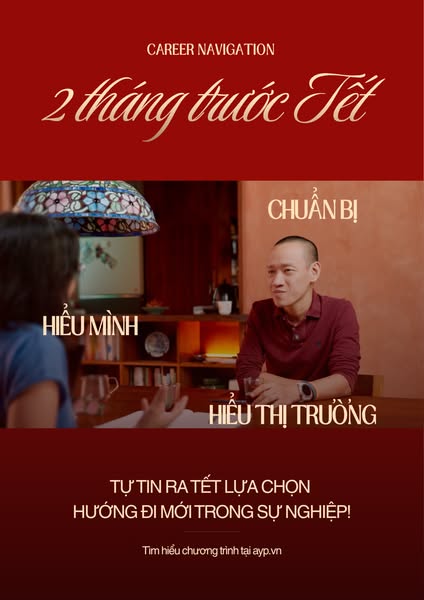 CAREER NAVIGATION
2 tháng trước Tết
CHUẨN BỊ
HIỂU MÌNH
HIỂU THỊ TRƯỜNG
TỰ TIN RA TẾT LỰA CHỌN
HƯỚNG ĐI MỚI TRONG SỰ NGHIỆP!
Tìm hiểu chương trình tại ayp.vn